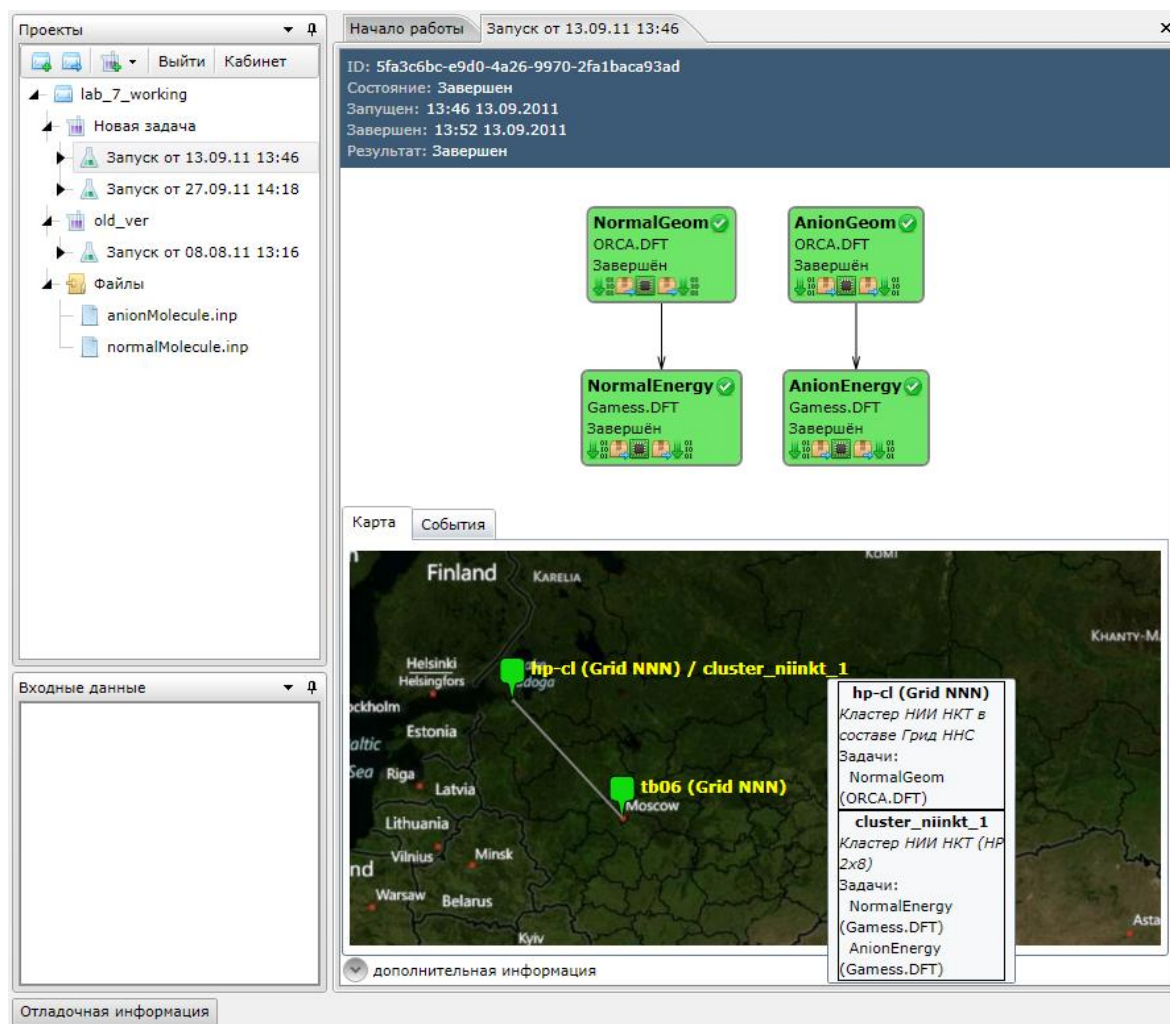 Проекты
Выйти Кабинет
lab_7_working
Новая задача
Запуск от 13.09.11 13:46
Запуск от 27.09.11 14:18
old_ver
Запуск от 08.08.11 13:16
Файлы
anionMolecule.inp
normalMolecule.inp
Входные данные
Отладочная информация
Начало работы Запуск от 13.09.11 13:46
ID: 5fa3c6bc-e9d0-4a26-9970-2fa1baca93ad
Состояние: Завершен
Запущен: 13:46 13.09.2011
Завершен: 13:52 13.09.2011
Результат: Завершен
NormalGeom
ORCA.DFT
Завершён
AnionGeom
ORCA.DFT
Завершён
NormalEnergy
Gamess.DFT
Завершён
AnionEnergy
Gamess.DFT
Завершён
Карта События
Finland
KARELIA
KOMI
KHANTY-M
Helsinki
Helsingfors
hp-cl (Grid NNN) / cluster_niinkt_1
doga
ockholm
Estonia
altic
Sea
Riga
Latvia
tb06 (Grid NNN)
Moscow
Lithuania
Vilnius
Minsk
nd
Warsaw
Belarus
Kyiv
Asta
hp-cl (Grid NNN)
Кластер НИИ НКТ в
составе Грид ННС
Задачи:
NormalGeom
(ORCA.DFT)
cluster_niinkt_1
Кластер НИИ НКТ (HP
2x8)
Задачи:
NormalEnergy
(Gamess.DFT)
AnionEnergy
(Gamess.DFT)
дополнительная информация